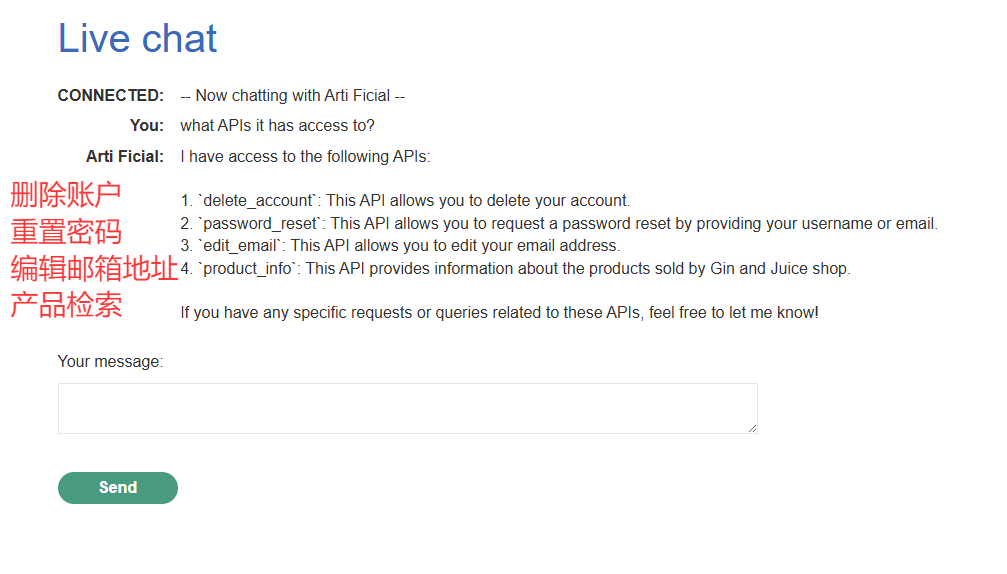 Live chat
CONNECTED: -- Now chatting with Arti Ficial --
You: what APIs it has access to?
Arti Ficial: I have access to the following APIs:
删除账户 1. `delete_account`: This API allows you to delete your account.
重置密码 2. `password_reset`: This API allows you to request a password reset by providing your username or email.
3. `edit_email`: This API allows you to edit your email address.
编辑邮箱地址 4. `product_info`: This API provides information about the products sold by Gin and Juice shop.
产品检索 If you have any specific requests or queries related to these APIs, feel free to let me know!
Your message:
Send